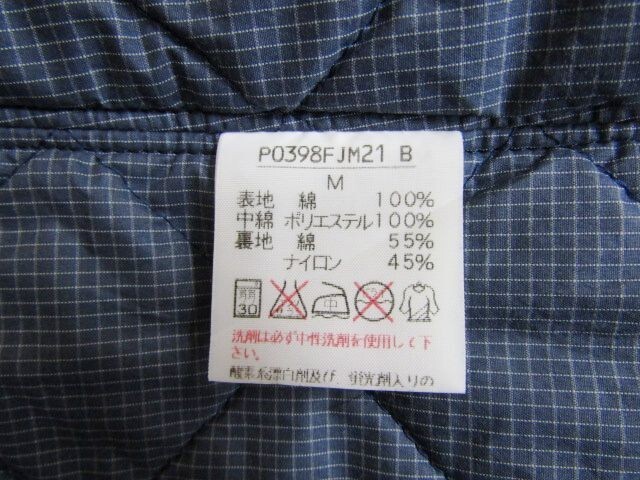 P0398FJM21 B
M
表地 綿 100%
中綿 ポリエステル100%
裏地 綿 55%
ナイロン 45%
30 中
洗剤は必ず中性洗剤を使用して下
さい。
酸素系漂白剤及び、蛍光剤入りの